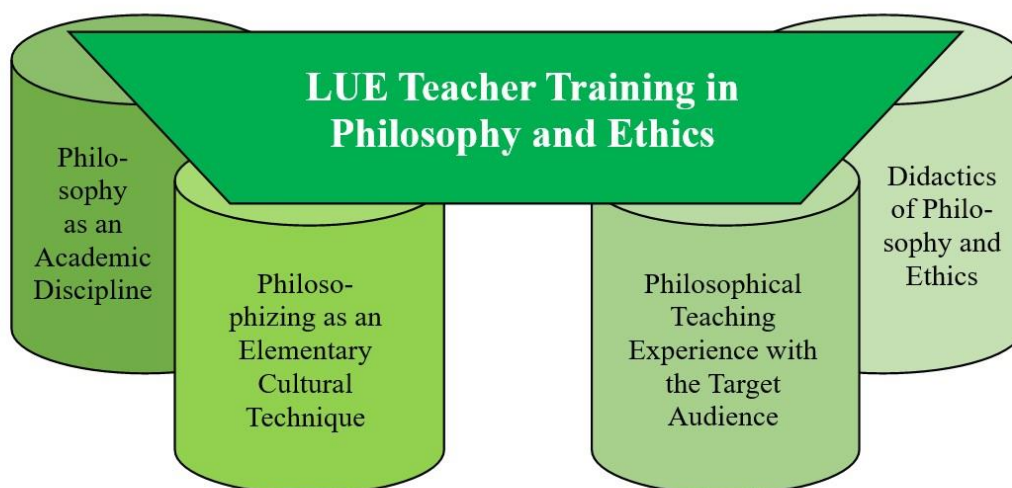 LUE Teacher Training in
Philosophy and Ethics
Philo-
sophy
as an
Academic
Discipline
Philoso-
phizing as an
Elementary
Cultural
Technique
Philosophical
Teaching
Experience with
the Target
Audience
Didactics
of Philo-
sophy and
Ethics